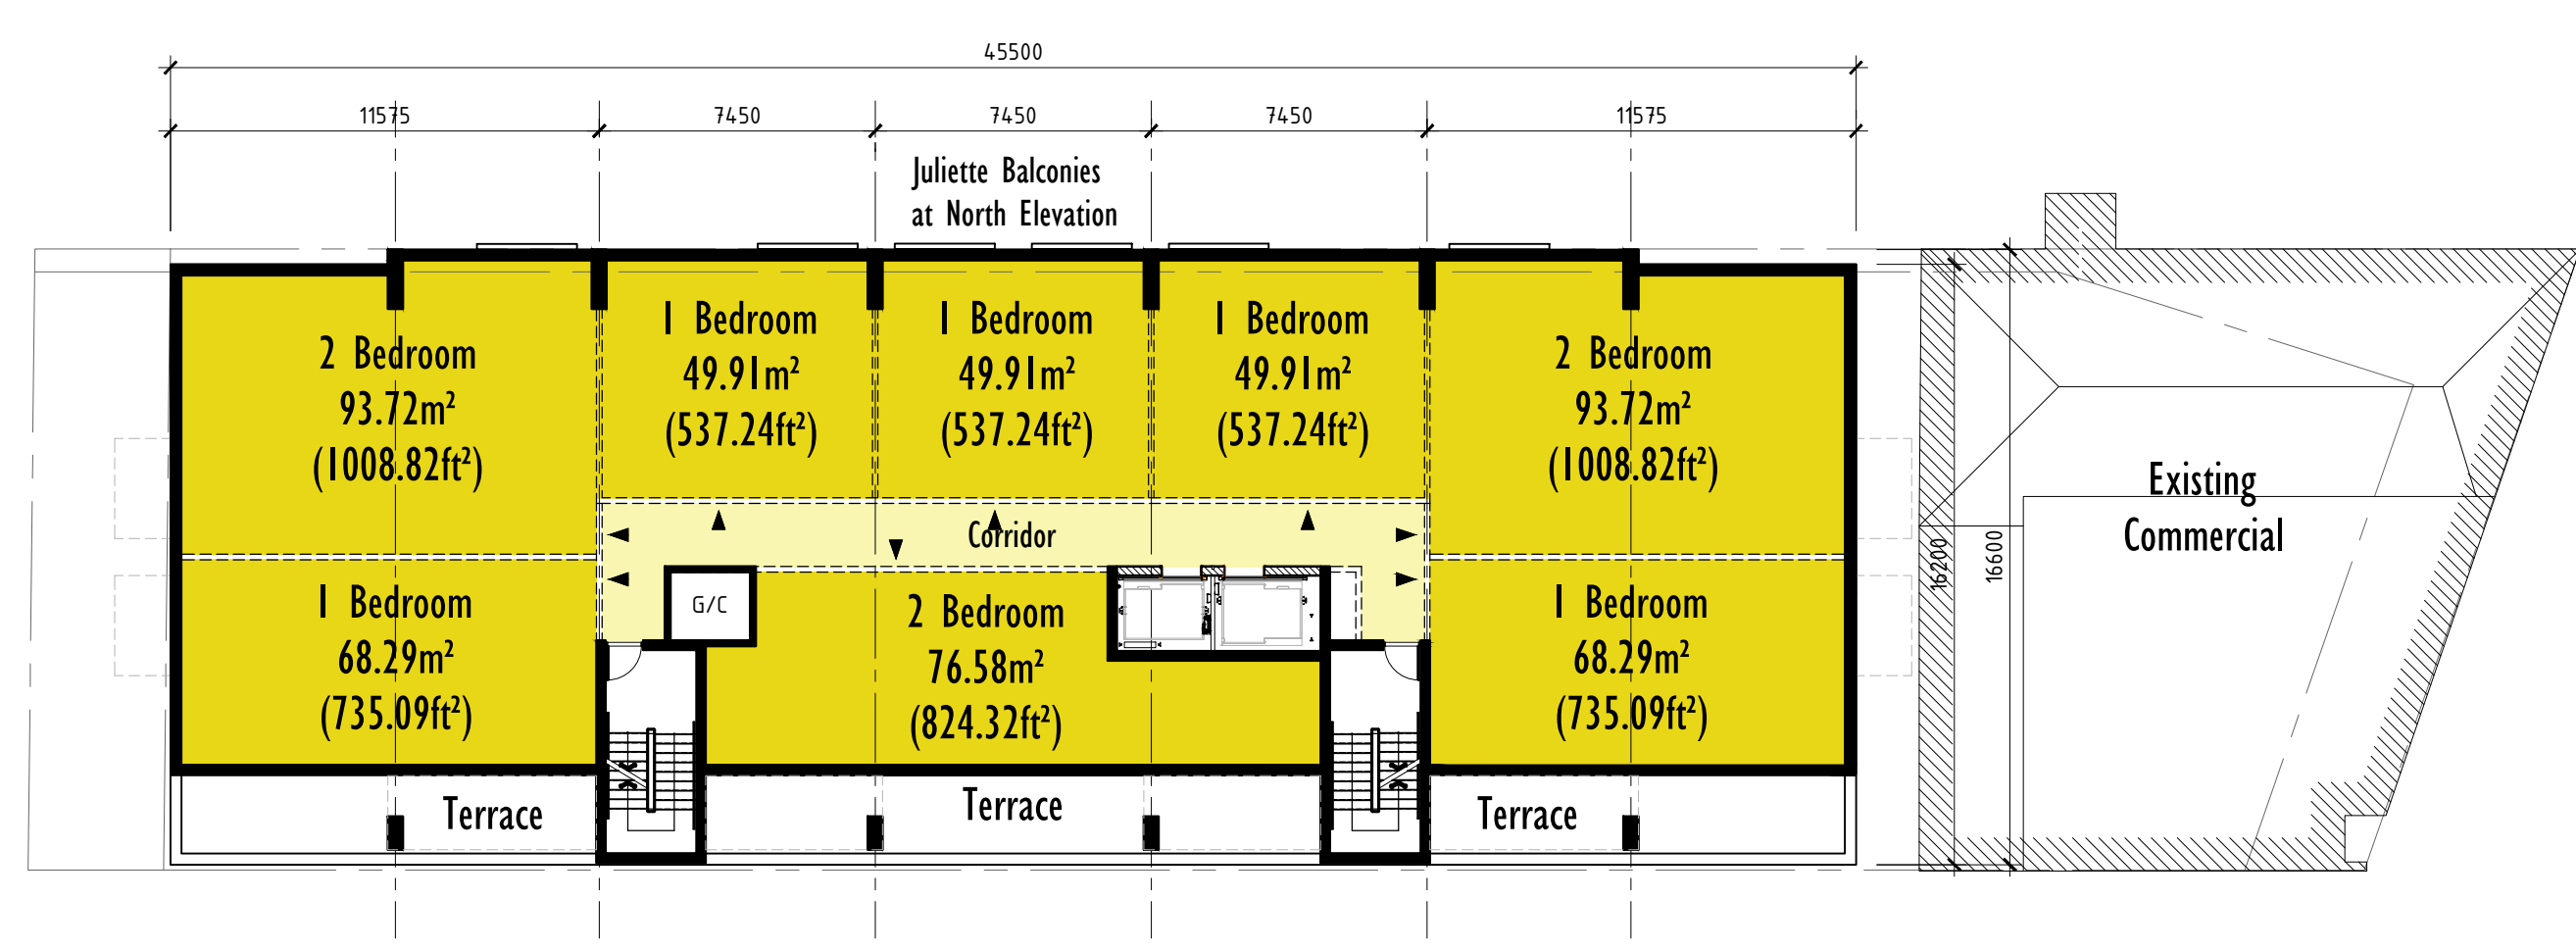 45500
11575
7450
7450
7450
11575
Juliette Balconies
at North Elevation
2 Bedroom
93.72m²
(1008.82ft²)
1 Bedroom
49.91m²
(537.24ft²)
1 Bedroom
49.91m²
(537.24ft²)
1 Bedroom
49.91m²
(537.24ft²)
2 Bedroom
93.72m²
(1008.82ft²)
Existing
Commercial
16200
16600
Corridor
1 Bedroom
68.29m²
(735.09ft²)
G/C
2 Bedroom
76.58m²
(824.32ft²)
1 Bedroom
68.29m²
(735.09ft²)
Terrace
Terrace
Terrace